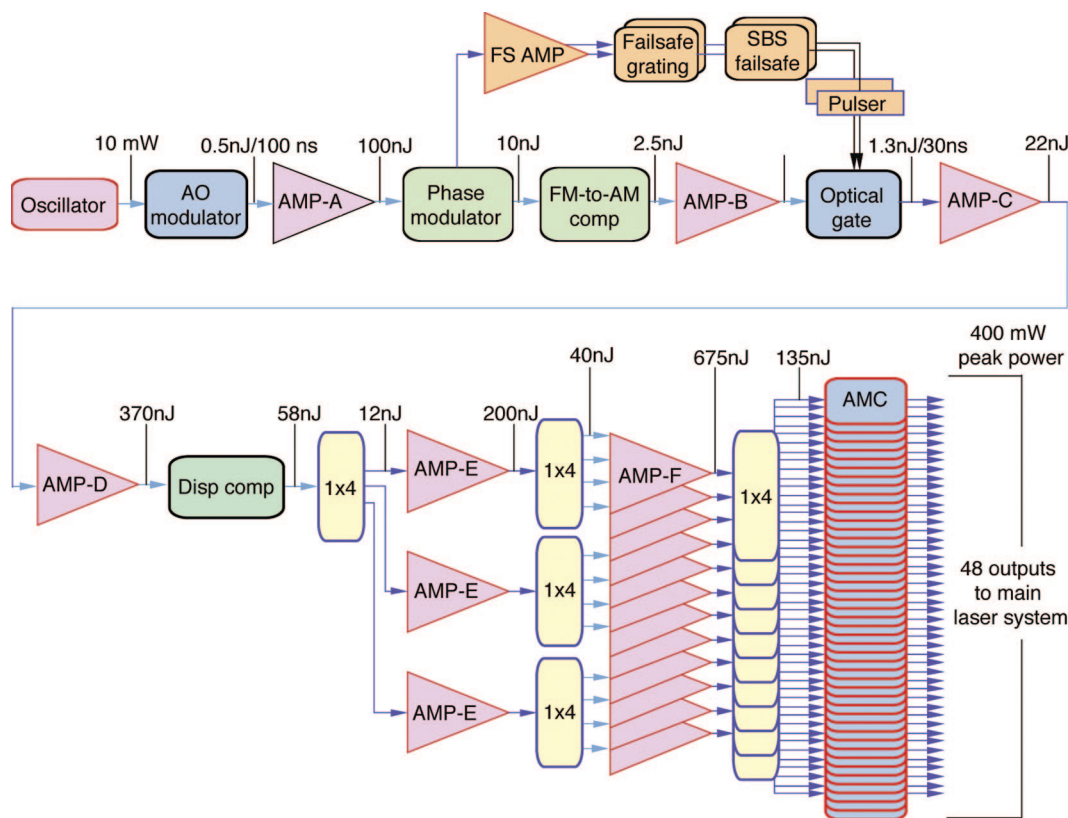 FS AMP
Failsafe
grating
SBS
failsafe
Pulser
10 mW
0.5nJ/100 ns
100nJ
10nJ
2.5nJ
1.3nJ/30ns
22nJ
Oscillator
AO
modulator
AMP-A
Phase
modulator
FM-to-AM
comp
AMP-B
Optical
gate
AMP-C
400 mW
peak power
370nJ
58nJ
12nJ
200nJ
40nJ
675nJ
135nJ
AMC
AMP-D
Disp comp
1x4
AMP-E
1x4
AMP-F
1x4
AMP-E
1x4
48 outputs
to main
laser system
AMP-E
1x4